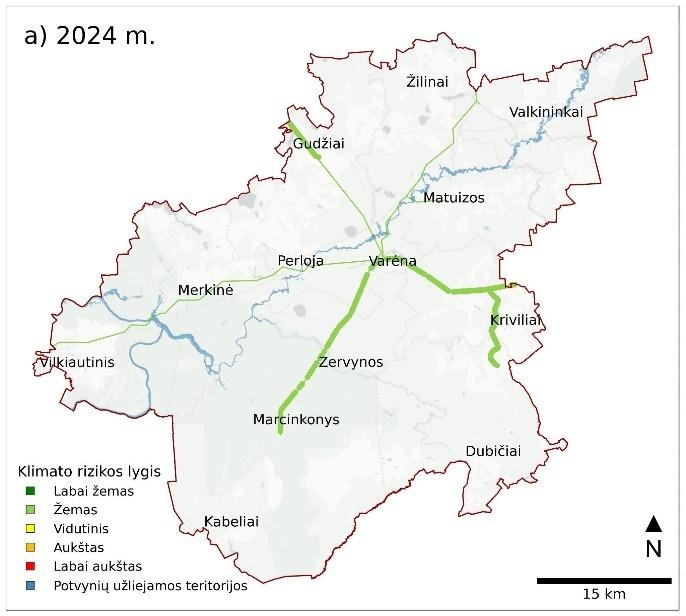 a) 2024 m.
Žilinai
Valkininkai
Gudžiai
Matuizos
Perloja
Varėna
Merkinė
Kriviliai
Vilkiautinis
Zervynos
Marcinkonys
Dubičiai
Klimato rizikos lygis
Labai žemas
Žemas
Vidutinis
Aukštas
Labai aukštas
Potvynių užliejamos teritorijos
Kabeliai
N
15 km